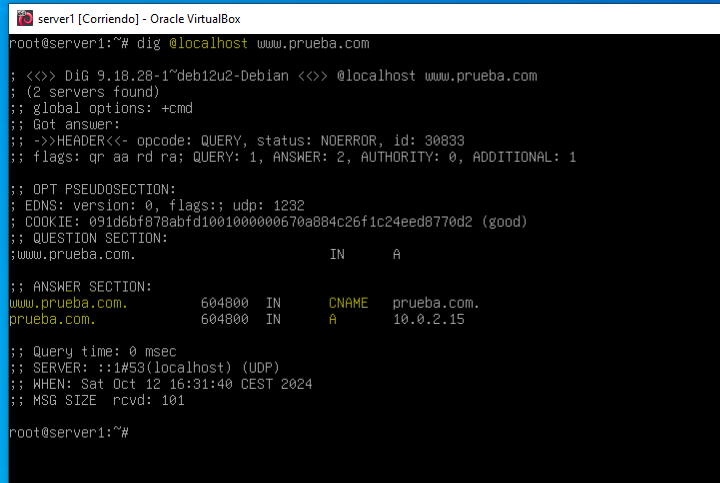 server1 [Corriendo] - Oracle VirtualBox
root@server1:~# dig @localhost www.prueba.com
; <<>> DiG 9.18.28-1~deb12u2-Debian <<>> @localhost www.prueba.com
; (2 servers found)
;; global options: +cmd
;; Got answer:
;; ->>HEADER<<- opcode: QUERY, status: NOERROR, id: 30833
;; flags: qr aa rd ra; QUERY: 1, ANSWER: 2, AUTHORITY: 0, ADDITIONAL: 1
;; OPT PSEUDOSECTION:
; EDNS: version: 0, flags:; udp: 1232
; COOKIE: 091d6bf878abfd1001000000670a884c26f1c24eed8770d2 (good)
;; QUESTION SECTION:
;www.prueba.com. IN A
;; ANSWER SECTION:
www.prueba.com. 604800 IN CNAME prueba.com.
prueba.com. 604800 IN A 10.0.2.15
;; Query time: 0 msec
;; SERVER: ::1#53(localhost) (UDP)
;; WHEN: Sat Oct 12 16:31:40 CEST 2024
;; MSG SIZE rcvd: 101
root@server1:~#